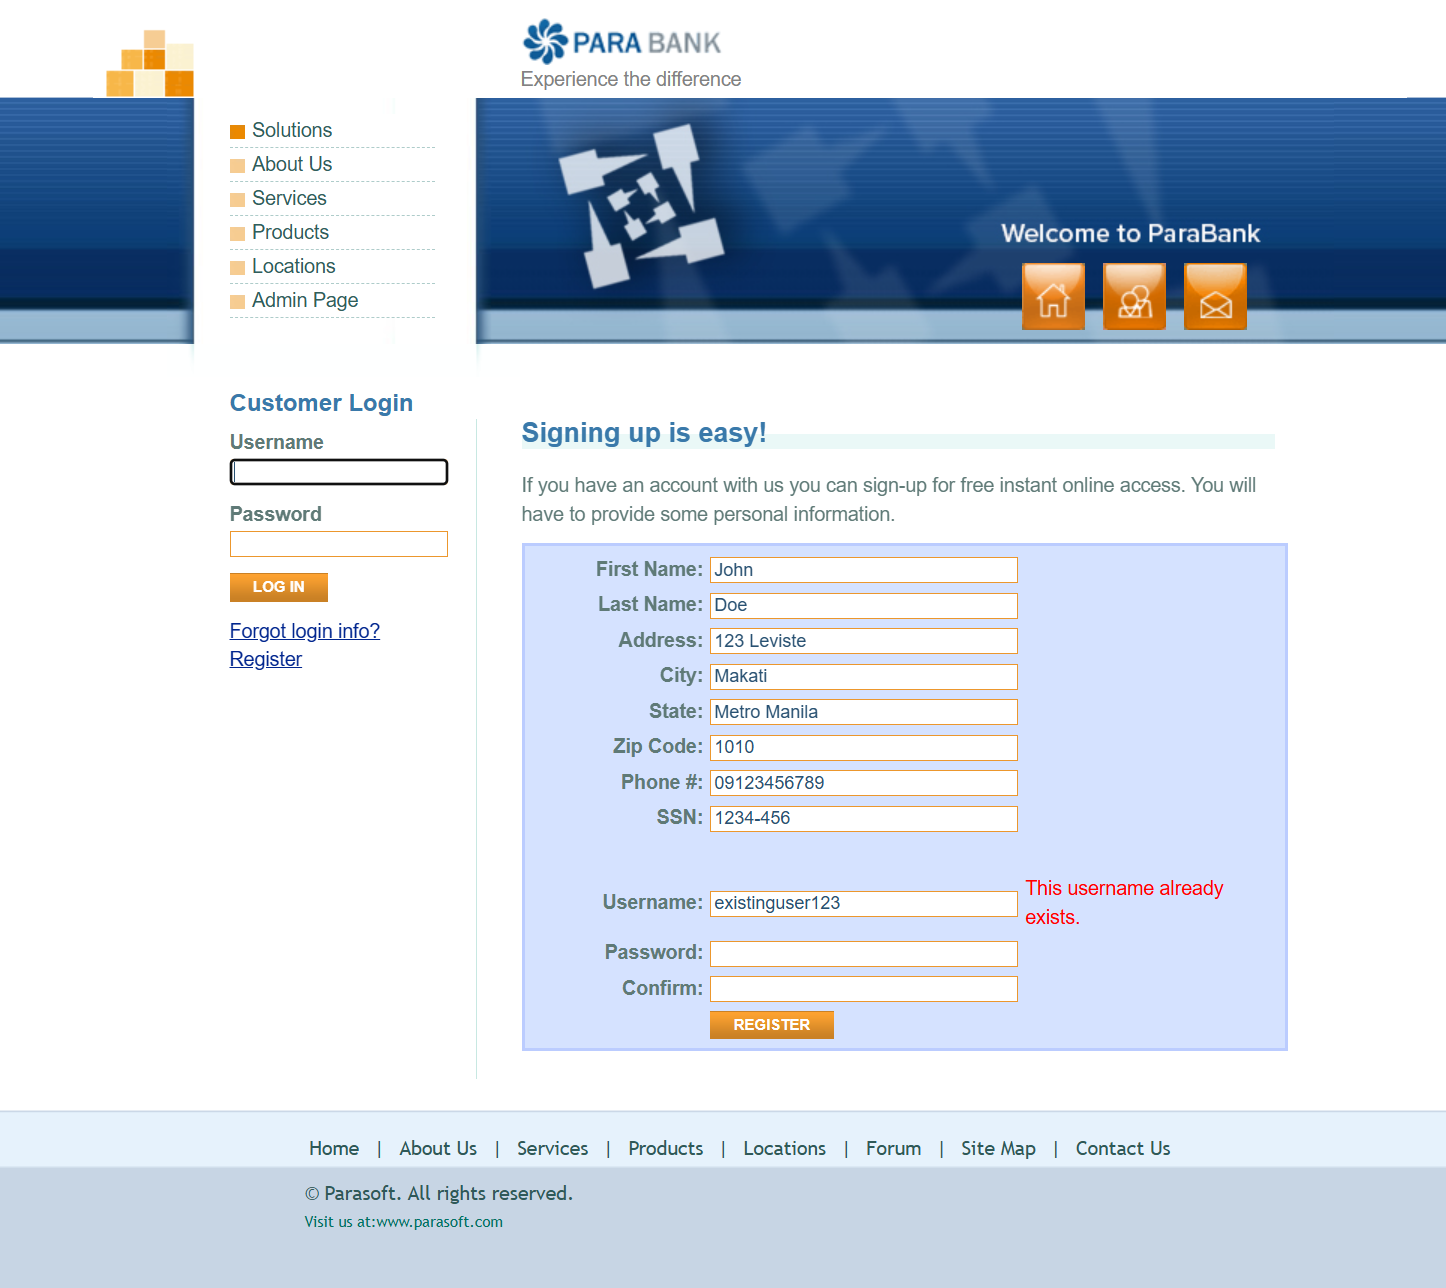 PARA BANK
Experience the difference
Solutions
About Us
Services
Products
Locations
Admin Page
Welcome to ParaBank
Customer Login
Username
Password
LOG IN
Forgot login info?
Register
Signing up is easy!
If you have an account with us you can sign-up for free instant online access. You will
have to provide some personal information.
First Name: John
Last Name: Doe
Address: 123 Leviste
City: Makati
State: Metro Manila
Zip Code: 1010
Phone #: 09123456789
SSN: 1234-456
Username: existinguser123 This username already
exists.
Password:
Confirm:
REGISTER
Home | About Us | Services | Products | Locations | Forum | Site Map | Contact Us
© Parasoft. All rights reserved.
Visit us at:www.parasoft.com